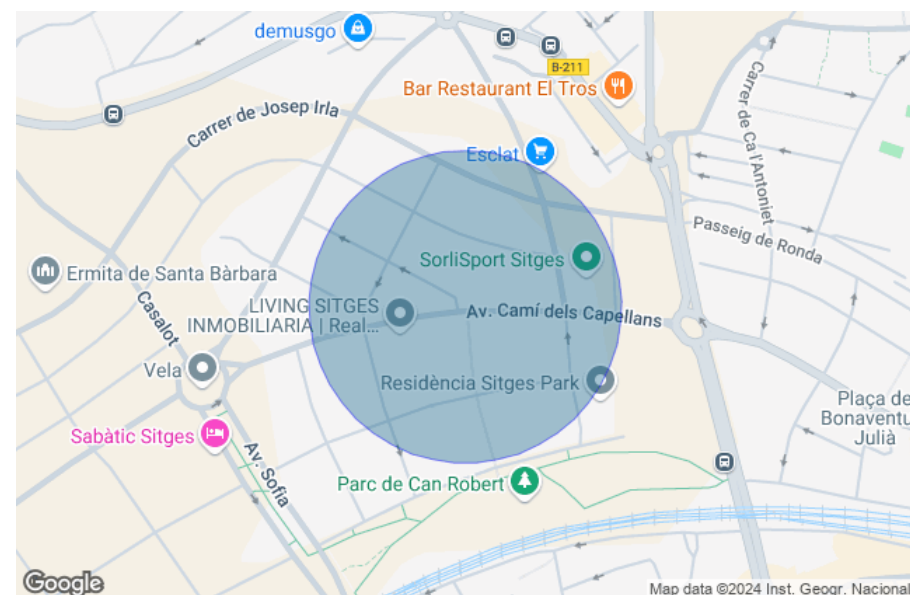 demusgo
B-211
Bar Restaurant El Tros
Carrer de Josep Irla
Carrer de Ca l'Antoniet
Esclat
Passeig de Ronda
SorliSport Sitges
Ermita de Santa Bàrbara
LIVING SITGES
INMOBILIARIA | Real...
Av. Camí dels Capellans
Casalot
Vela
Residència Sitges Park
Plaça de
Bonaventu
Julià
Sabàtic Sitges
Av. Sofia
Parc de Can Robert
Google
Map data ©2024 Inst. Geogr. Nacional